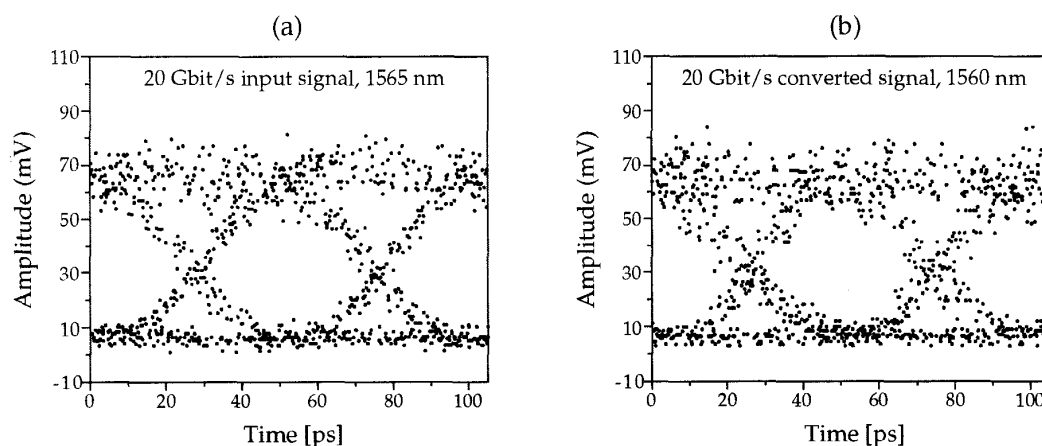 (a)
110
20 Gbit/s input signal, 1565 nm
90
70
50
30
10
-10
Amplitude (mV)
0 20 40 60 80 100
Time [ps]
(b)
110
20 Gbit/s converted signal, 1560 nm
90
70
50
30
10
-10
Amplitude (mV)
0 20 40 60 80 100
Time [ps]